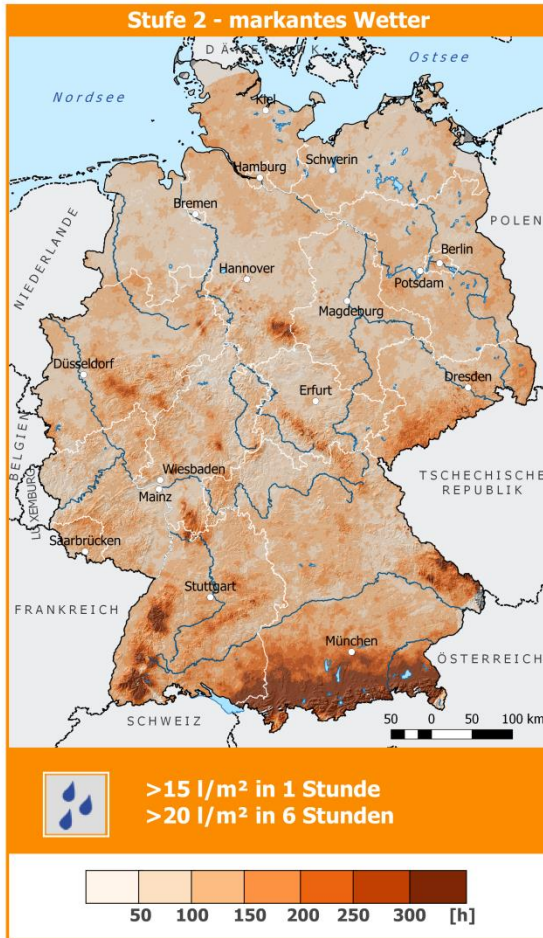 Stufe 2 - markantes Wetter
DÄNEMARK
Ostsee
Nordsee
Kiel
Schwerin
Hamburg
Bremen
POLEN
NIEDERLANDE
Berlin
Hannover
Potsdam
Magdeburg
Düsseldorf
Dresden
Erfurt
BELGIEN
Wiesbaden
TSCHECHISCHE
REPUBLIK
Mainz
LUXEMBURG
Saarbrücken
Stuttgart
FRANKREICH
München
ÖSTERREICH
SCHWEIZ
50 0 50 100 km
>15 l/m² in 1 Stunde
>20 l/m² in 6 Stunden
50 100 150 200 250 300 [h]